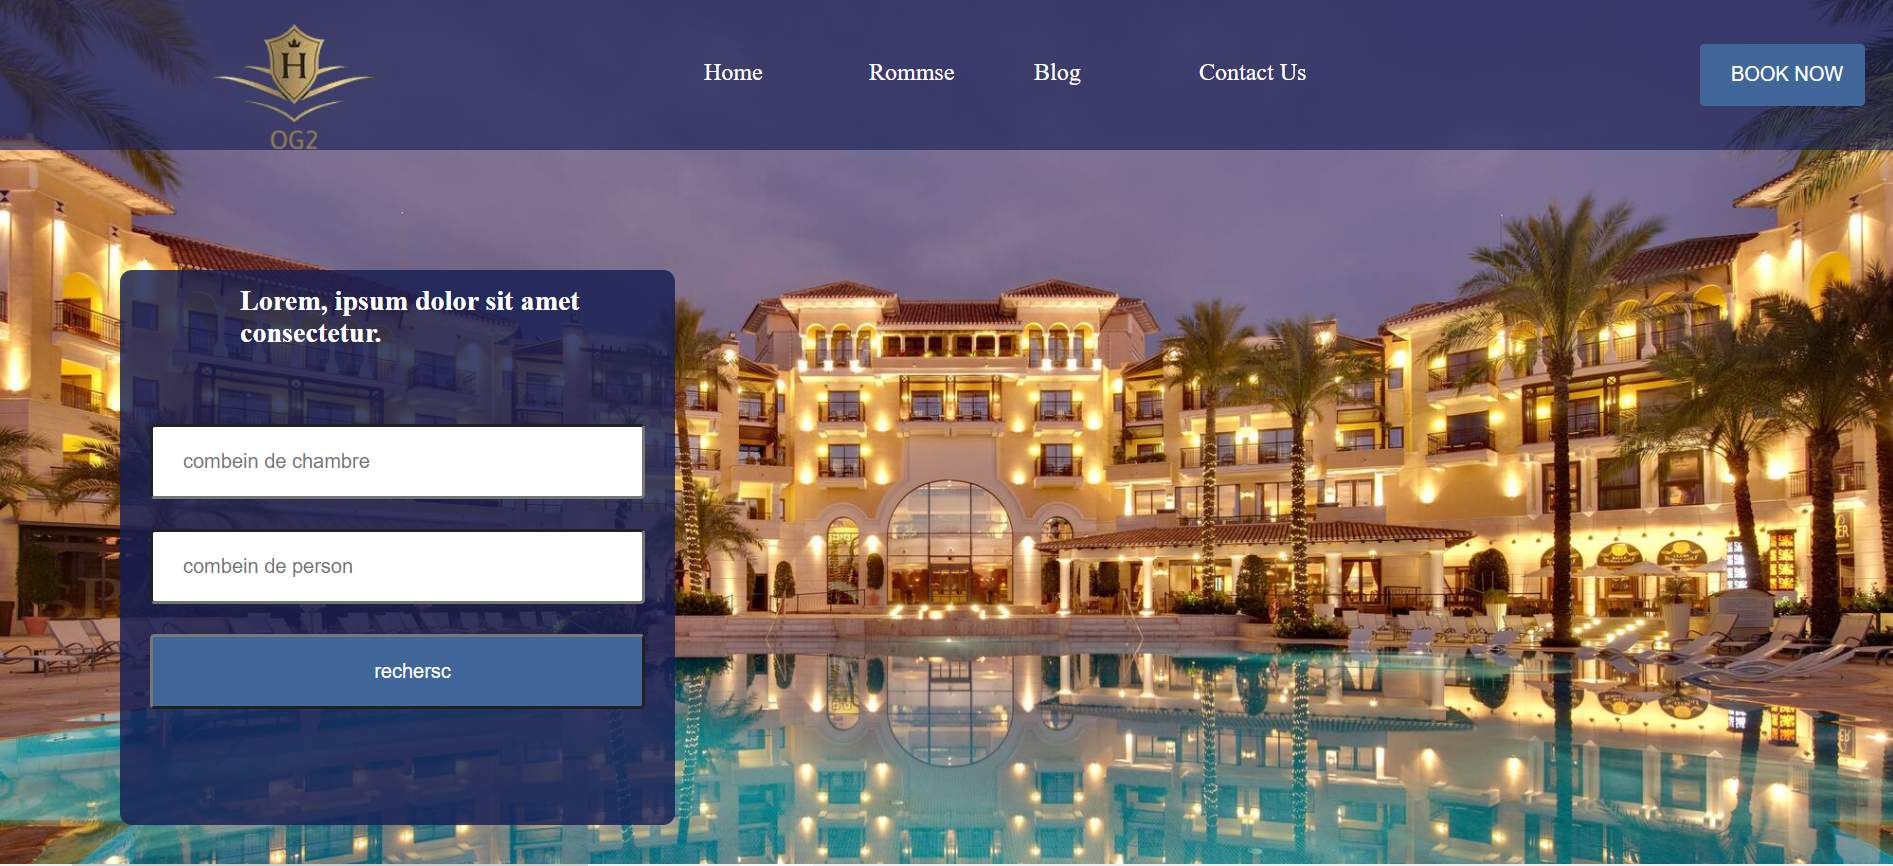 H
OG2
Home
Rommse
Blog
Contact Us
BOOK NOW
Lorem, ipsum dolor sit amet
consectetur.
combein de chambre
combein de person
rechersc